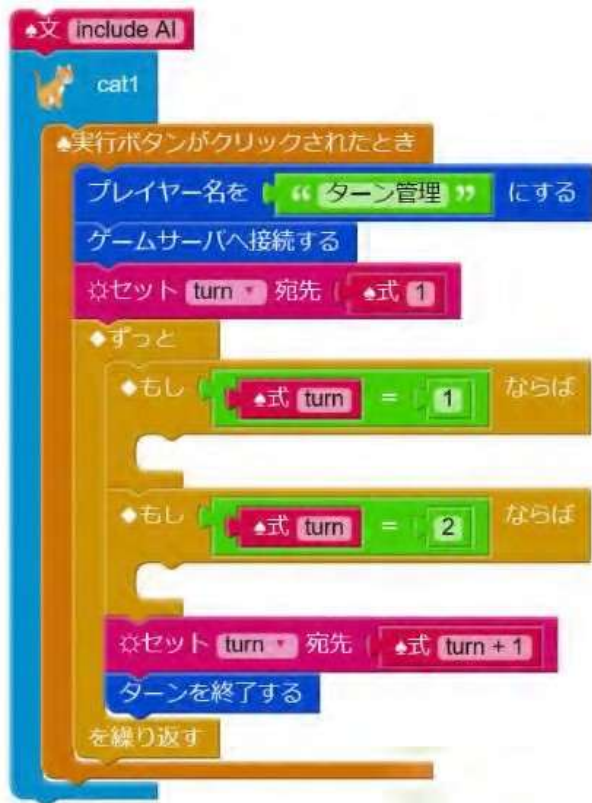 ♠文 include AI
cat1
♠実行ボタンがクリックされたとき
プレイヤー名を “ ターン管理 ” にする
ゲームサーバへ接続する
☼セット turn 宛先 ♠式 1
◆ずっと
◆もし ♠式 turn = 1 ならば
◆もし ♠式 turn = 2 ならば
☼セット turn 宛先 ♠式 turn + 1
ターンを終了する
を繰り返す